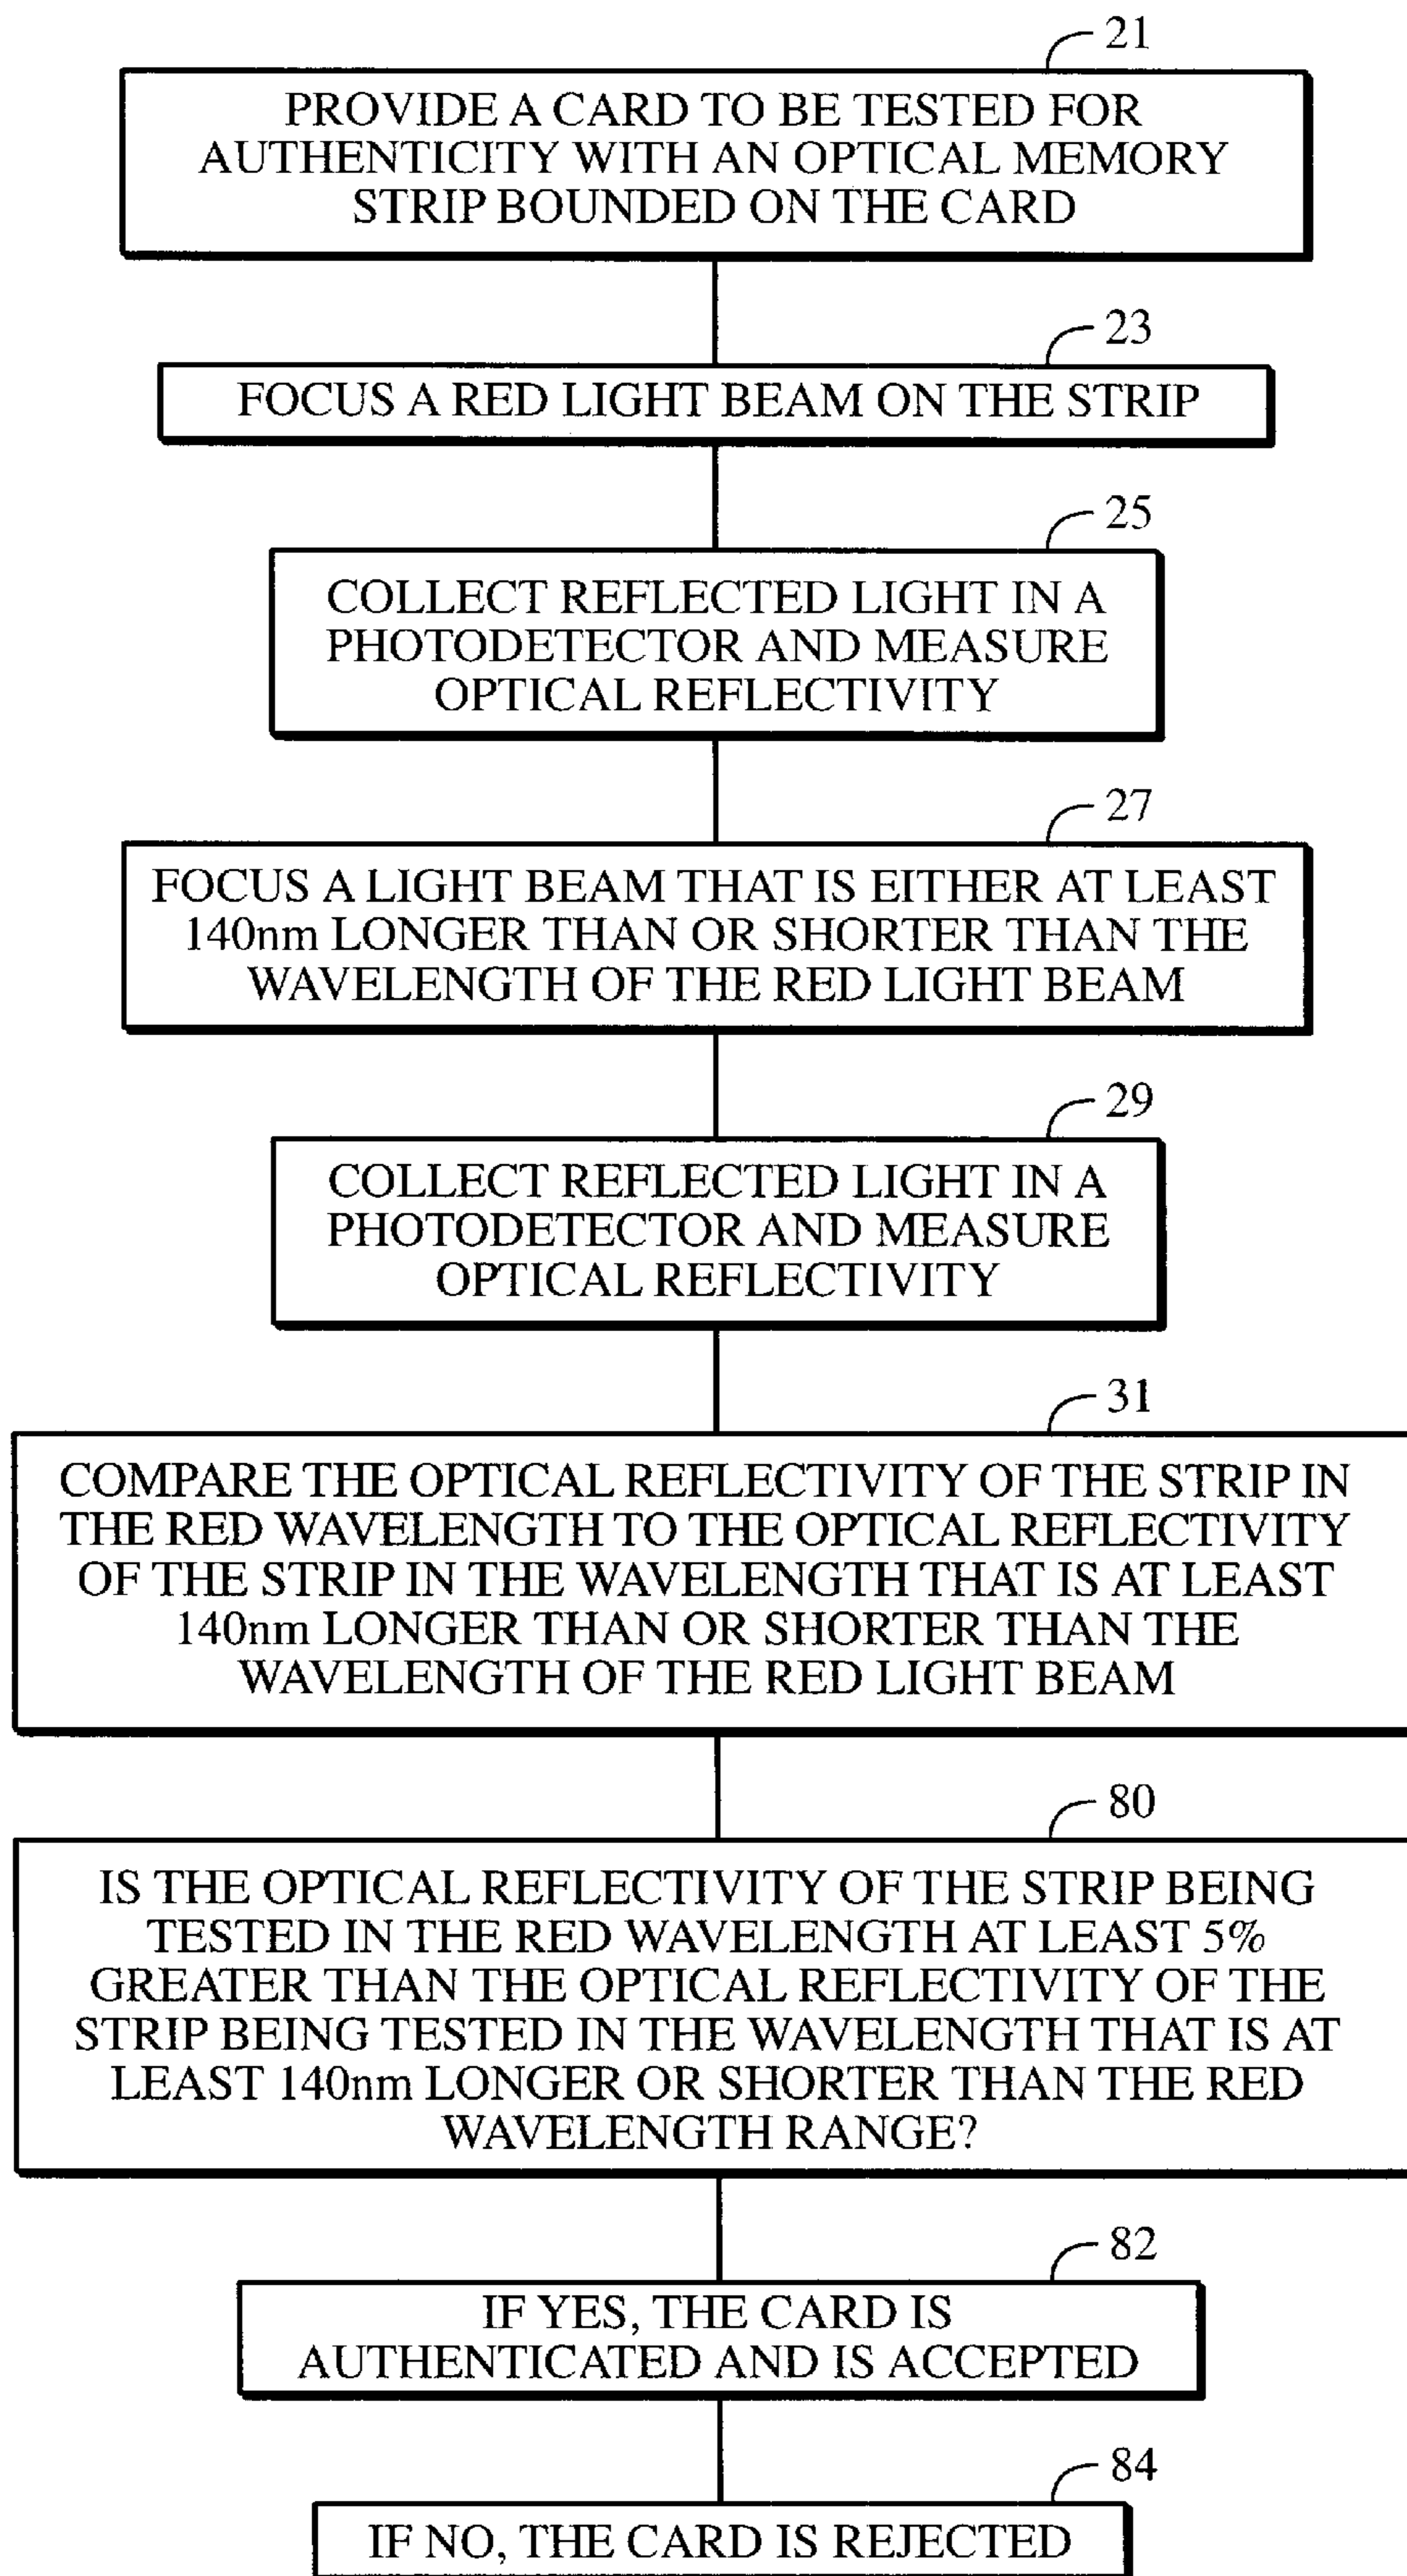 21
PROVIDE A CARD TO BE TESTED FOR
AUTHENTICITY WITH AN OPTICAL MEMORY
STRIP BOUNDED ON THE CARD
23
FOCUS A RED LIGHT BEAM ON THE STRIP
25
COLLECT REFLECTED LIGHT IN A
PHOTODETECTOR AND MEASURE
OPTICAL REFLECTIVITY
27
FOCUS A LIGHT BEAM THAT IS EITHER AT LEAST
140nm LONGER THAN OR SHORTER THAN THE
WAVELENGTH OF THE RED LIGHT BEAM
29
COLLECT REFLECTED LIGHT IN A
PHOTODETECTOR AND MEASURE
OPTICAL REFLECTIVITY
31
COMPARE THE OPTICAL REFLECTIVITY OF THE STRIP IN
THE RED WAVELENGTH TO THE OPTICAL REFLECTIVITY
OF THE STRIP IN THE WAVELENGTH THAT IS AT LEAST
140nm LONGER THAN OR SHORTER THAN THE
WAVELENGTH OF THE RED LIGHT BEAM
80
IS THE OPTICAL REFLECTIVITY OF THE STRIP BEING
TESTED IN THE RED WAVELENGTH AT LEAST 5%
GREATER THAN THE OPTICAL REFLECTIVITY OF THE
STRIP BEING TESTED IN THE WAVELENGTH THAT IS AT
LEAST 140nm LONGER OR SHORTER THAN THE RED
WAVELENGTH RANGE?
82
IF YES, THE CARD IS
AUTHENTICATED AND IS ACCEPTED
84
IF NO, THE CARD IS REJECTED